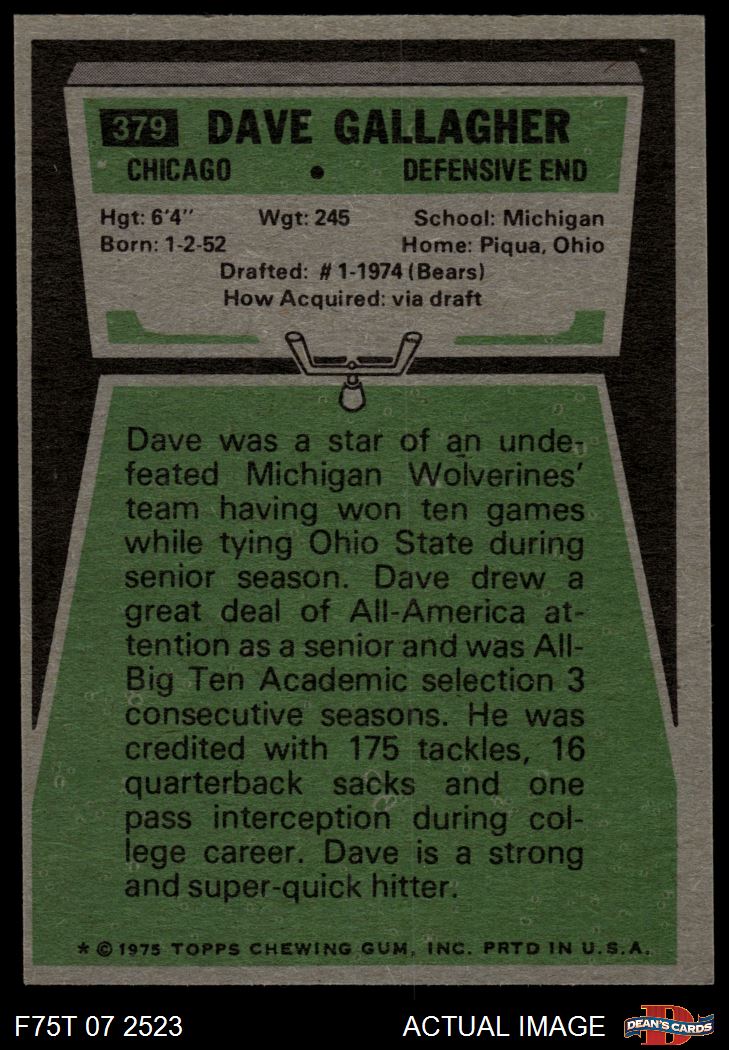 379 DAVE GALLAGHER
CHICAGO • DEFENSIVE END
Hgt: 6'4" Wgt: 245 School: Michigan
Born: 1-2-52 Home: Piqua, Ohio
Drafted: #1-1974 (Bears)
How Acquired: via draft
Dave was a star of an unde-
feated Michigan Wolverines'
team having won ten games
while tying Ohio State during
senior season. Dave drew a
great deal of All-America at-
tention as a senior and was All-
Big Ten Academic selection 3
consecutive seasons. He was
credited with 175 tackles, 16
quarterback sacks and one
pass interception during col-
lege career. Dave is a strong
and super-quick hitter.
* © 1975 TOPPS CHEWING GUM, INC. PRTD IN U.S.A.
F75T 07 2523 ACTUAL IMAGE D DEAN'S CARDS